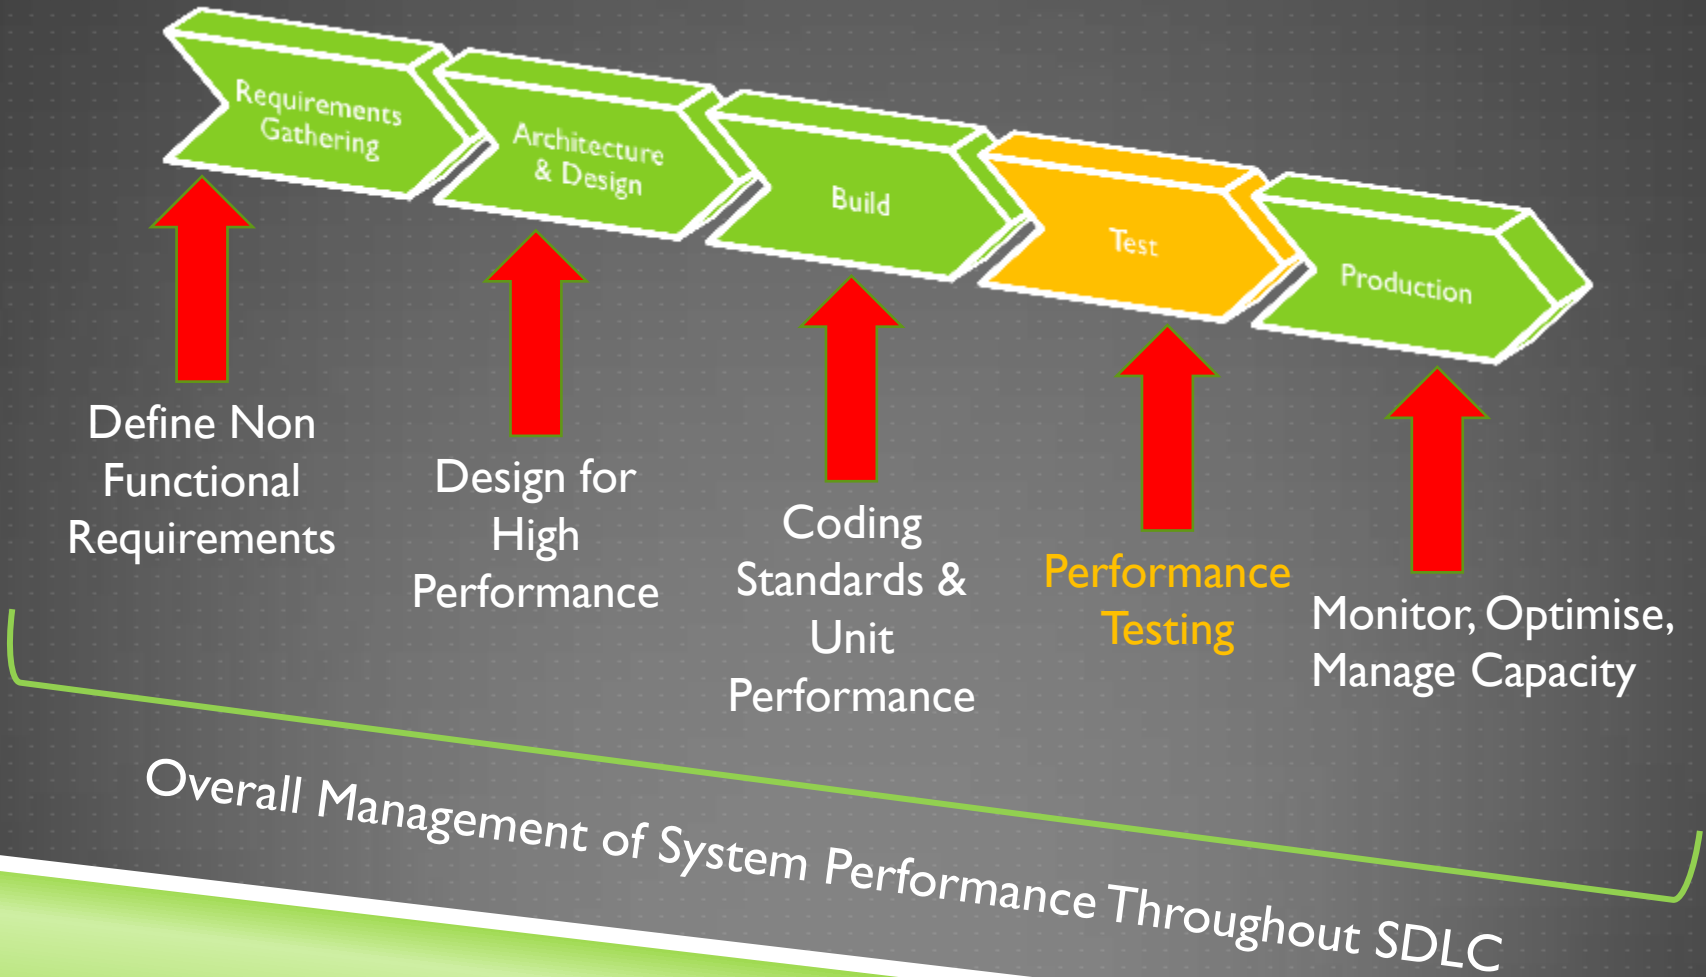 Requirements
Gathering
Architecture
& Design
Build
Test
Production
Define Non
Functional
Requirements
Design for
High
Performance
Coding
Standards &
Unit
Performance
Performance
Testing
Monitor, Optimise,
Manage Capacity
Overall Management of System Performance Throughout SDLC